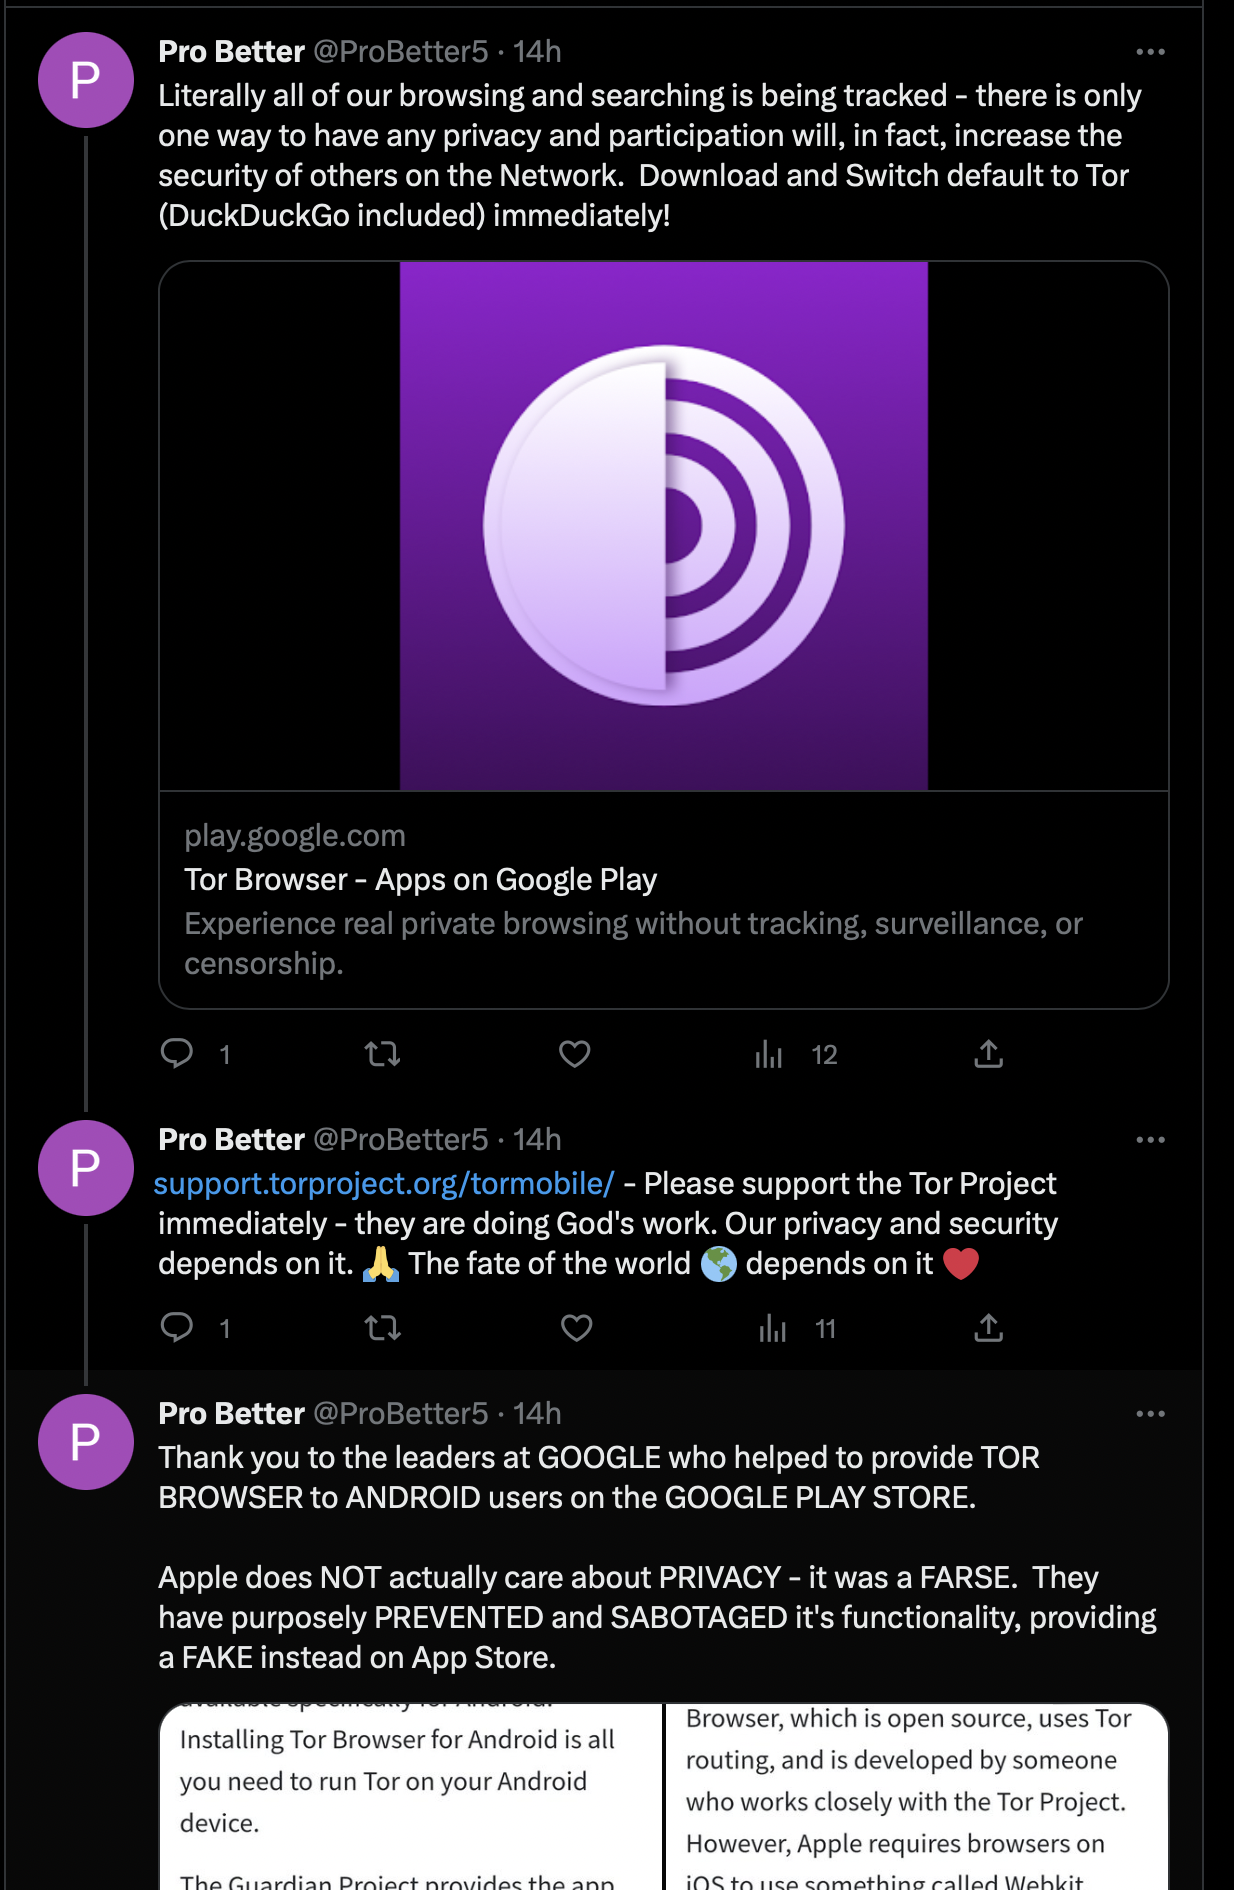 P
Pro Better @ProBetter5 · 14h
Literally all of our browsing and searching is being tracked - there is only
one way to have any privacy and participation will, in fact, increase the
security of others on the Network.  Download and Switch default to Tor
(DuckDuckGo included) immediately!
play.google.com
Tor Browser - Apps on Google Play
Experience real private browsing without tracking, surveillance, or
censorship.
1 12
P
Pro Better @ProBetter5 · 14h
support.torproject.org/tormobile/ - Please support the Tor Project
immediately - they are doing God's work. Our privacy and security
depends on it. 🙏 The fate of the world 🌎 depends on it ❤️
1 11
P
Pro Better @ProBetter5 · 14h
Thank you to the leaders at GOOGLE who helped to provide TOR
BROWSER to ANDROID users on the GOOGLE PLAY STORE.
Apple does NOT actually care about PRIVACY - it was a FARSE.  They
have purposely PREVENTED and SABOTAGED it's functionality, providing
a FAKE instead on App Store.
available specifically for Android.
Installing Tor Browser for Android is all
you need to run Tor on your Android
device.
The Guardian Project provides the app
Browser, which is open source, uses Tor
routing, and is developed by someone
who works closely with the Tor Project.
However, Apple requires browsers on
iOS to use something called Webkit